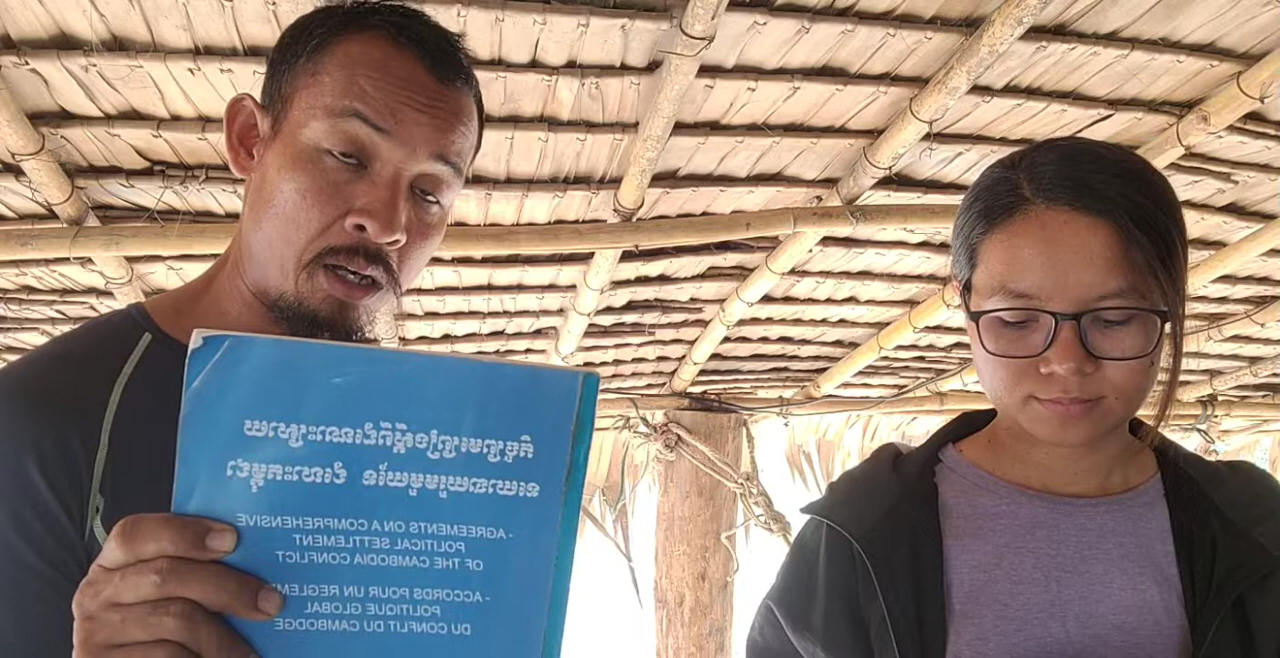 កិច្ចព្រមព្រៀងស្ដីពីដំណោះស្រាយ
នយោបាយរួមមួយនៃ ជំលោះកម្ពុជា
- AGREEMENTS ON A COMPREHENSIVE
POLITICAL SETTLEMENT
OF THE CAMBODIA CONFLICT
- ACCORDS POUR UN REGLEMENT
POLITIQUE GLOBAL
DU CONFLIT DU CAMBODGE